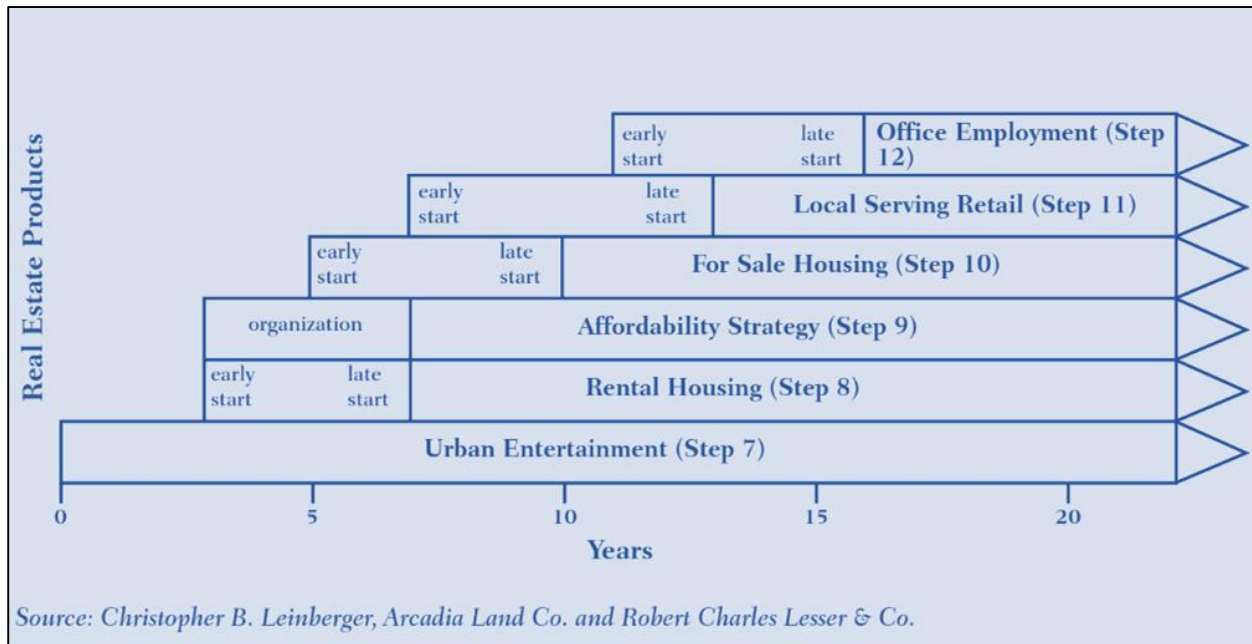 Real Estate Products
early
start
late
start
Office Employment (Step
12)
early
start
late
start
Local Serving Retail (Step 11)
early
start
late
start
For Sale Housing (Step 10)
organization
Affordability Strategy (Step 9)
early
start
late
start
Rental Housing (Step 8)
Urban Entertainment (Step 7)
0 5 10 15 20
Years
Source: Christopher B. Leinberger, Arcadia Land Co. and Robert Charles Lesser & Co.